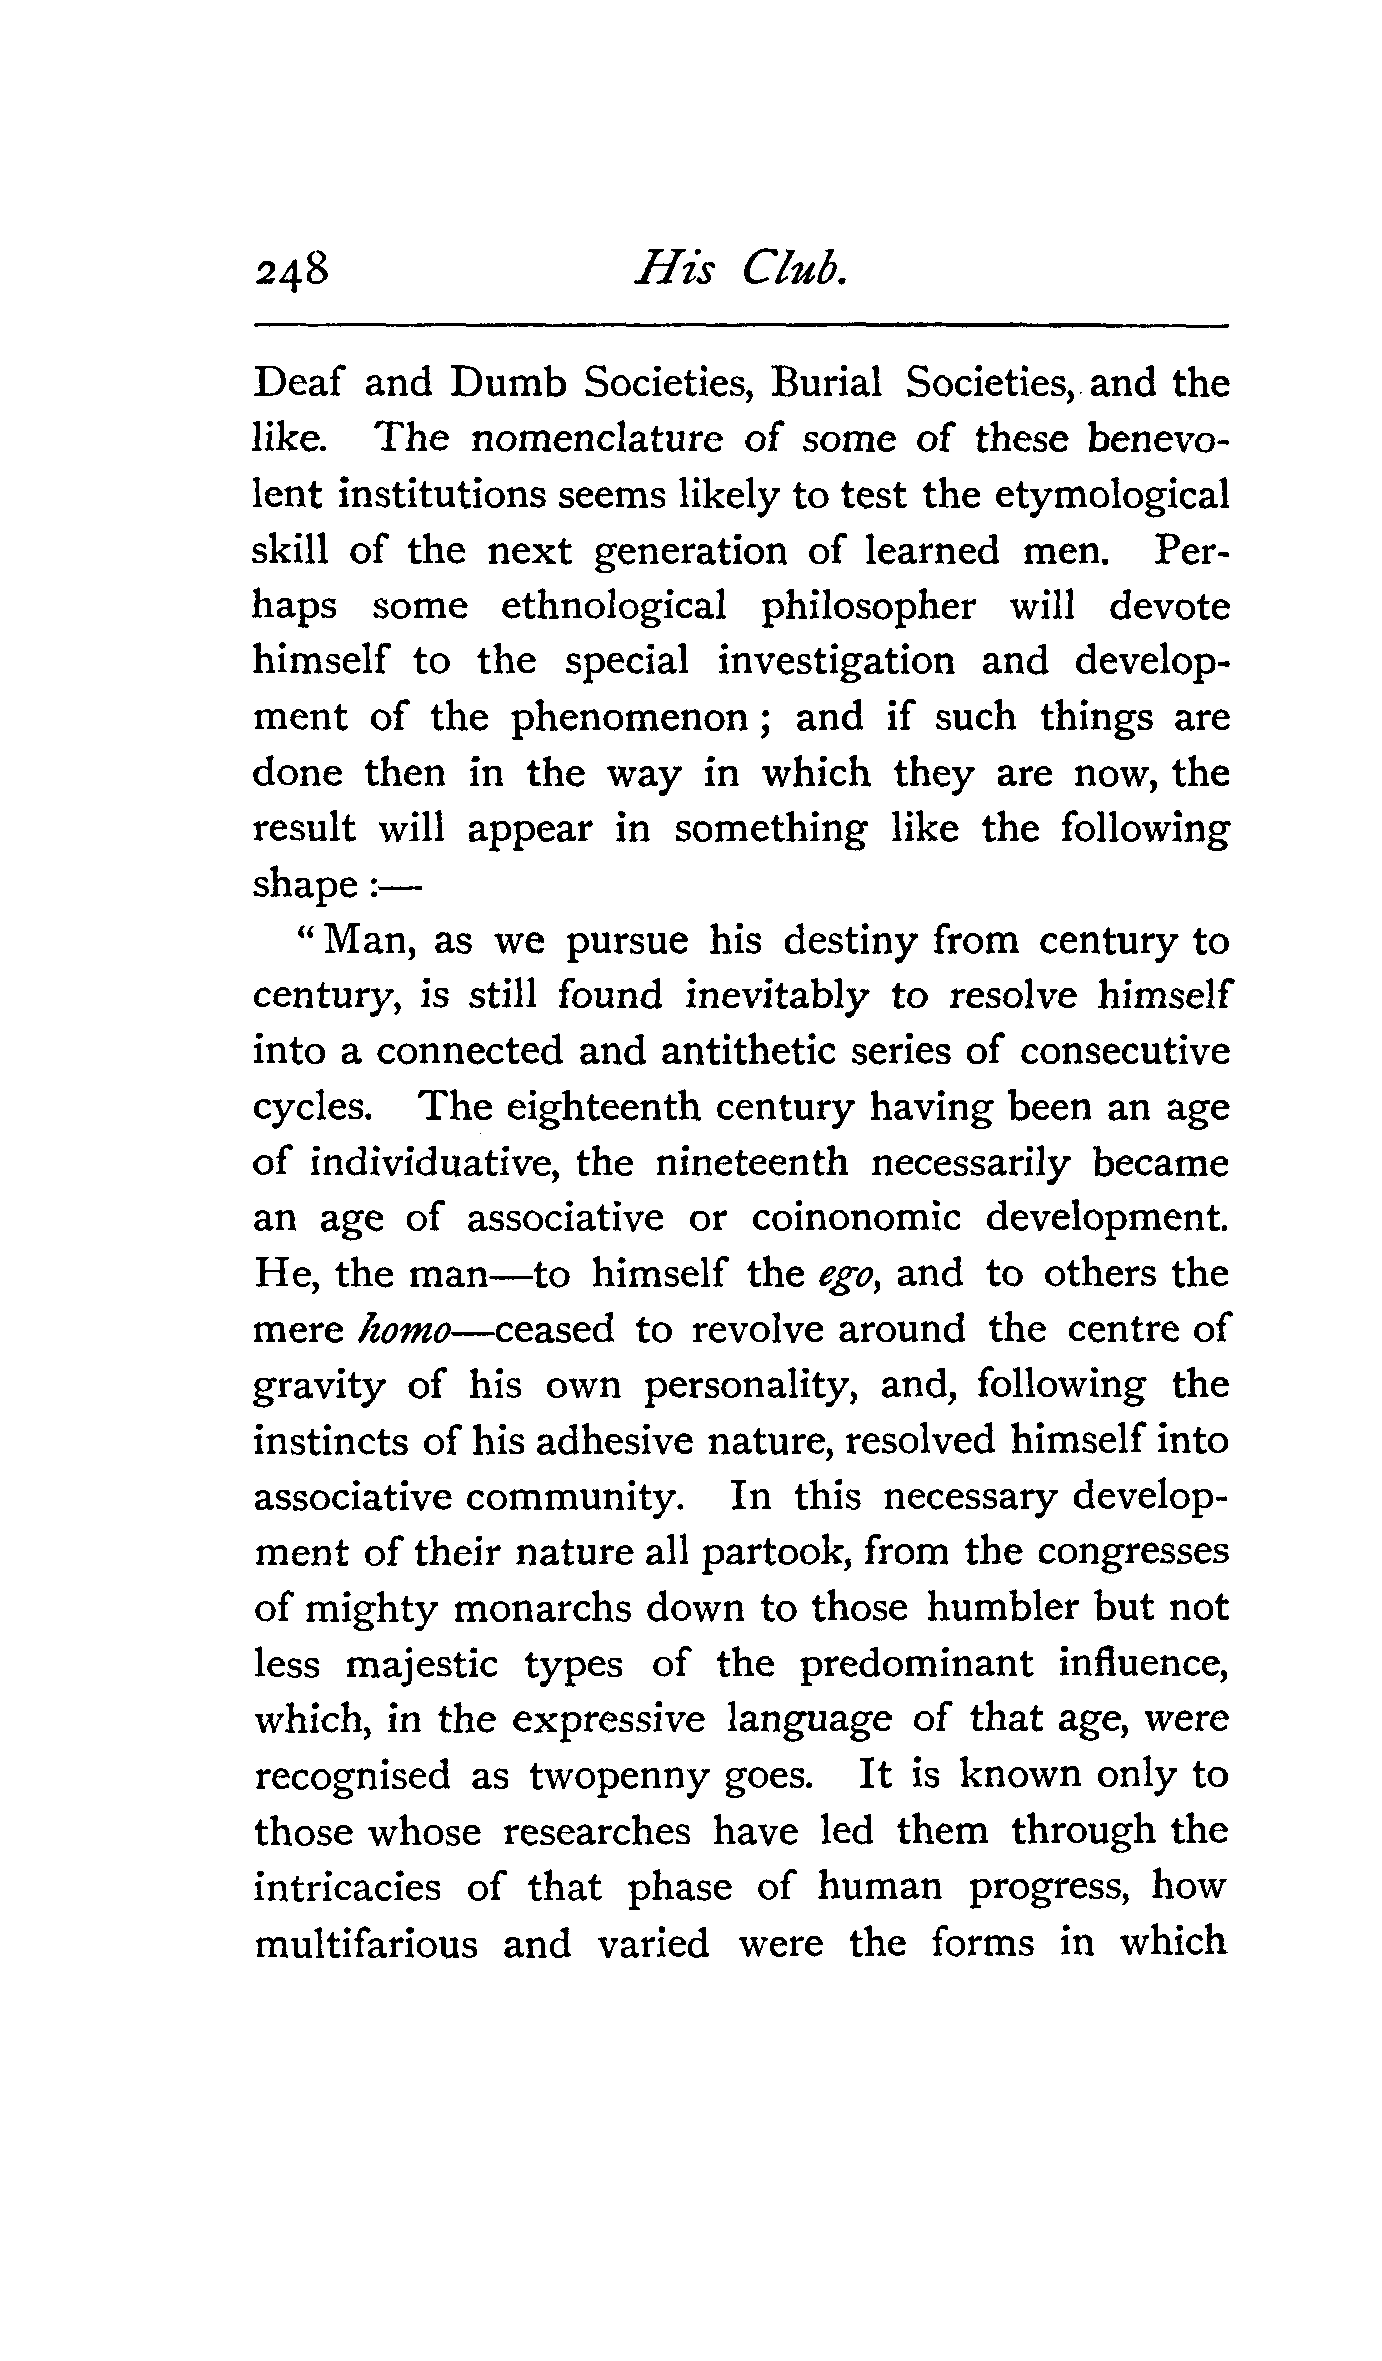 248 His Club.
Deaf and Dumb Societies, Burial Societies, and the
like. The nomenclature of some of these benevo-
lent institutions seems likely to test the etymological
skill of the next generation of learned men. Per-
haps some ethnological philosopher will devote
himself to the special investigation and develop-
ment of the phenomenon ; and if such things are
done then in the way in which they are now, the
result will appear in something like the following
shape :—
“ Man, as we pursue his destiny from century to
century, is still found inevitably to resolve himself
into a connected and antithetic series of consecutive
cycles. The eighteenth century having been an age
of individuative, the nineteenth necessarily became
an age of associative or coinonomic development.
He, the man—to himself the ego, and to others the
mere homo—ceased to revolve around the centre of
gravity of his own personality, and, following the
instincts of his adhesive nature, resolved himself into
associative community. In this necessary develop-
ment of their nature all partook, from the congresses
of mighty monarchs down to those humbler but not
less majestic types of the predominant influence,
which, in the expressive language of that age, were
recognised as twopenny goes. It is known only to
those whose researches have led them through the
intricacies of that phase of human progress, how
multifarious and varied were the forms in which